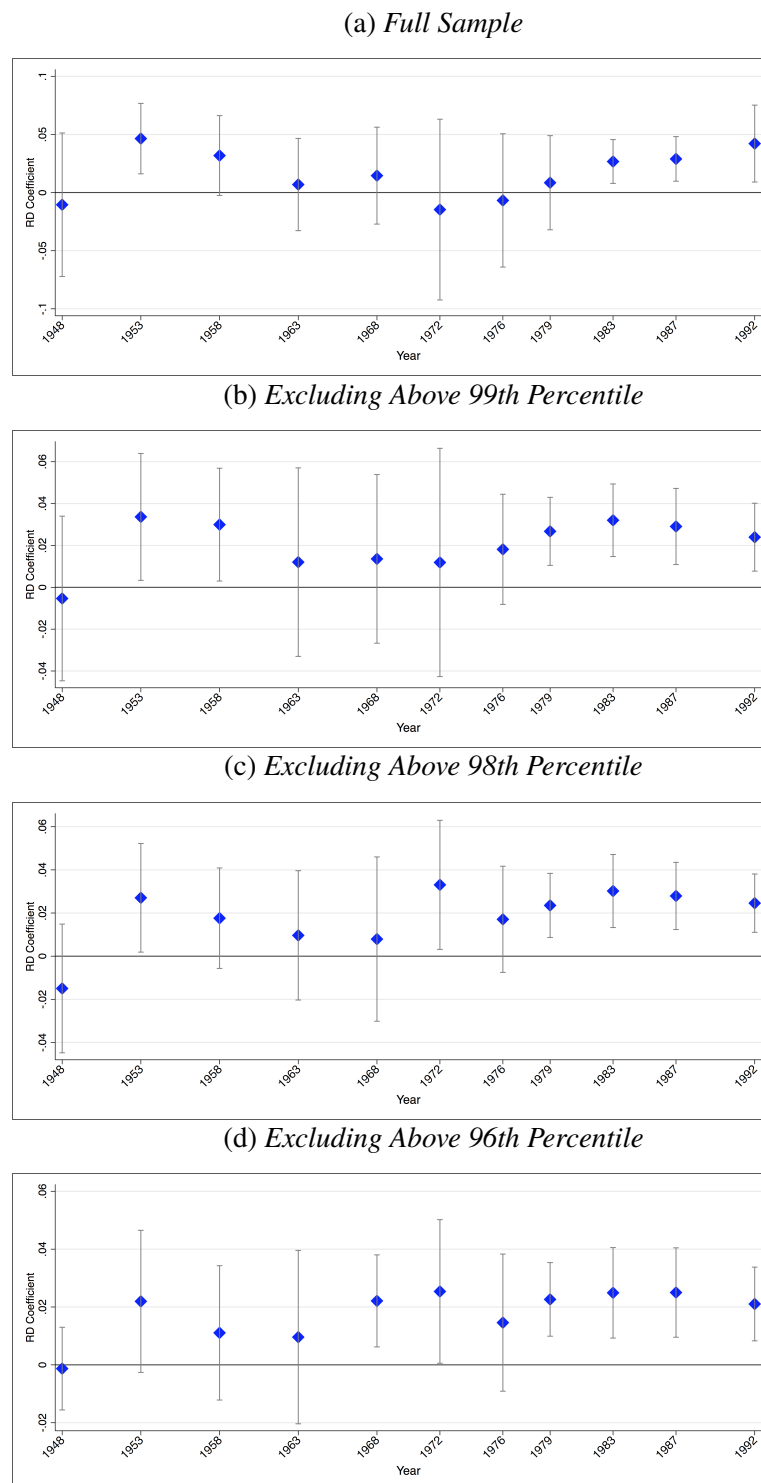 (a) Full Sample
.1
.05
0
-.05
-.1
RD Coefficient
1948 1953 1958 1963 1968 1972 1976 1979 1983 1987 1992
Year
(b) Excluding Above 99th Percentile
.06
.04
.02
0
-.02
-.04
RD Coefficient
1948 1953 1958 1963 1968 1972 1976 1979 1983 1987 1992
Year
(c) Excluding Above 98th Percentile
.06
.04
.02
0
-.02
-.04
RD Coefficient
1948 1953 1958 1963 1968 1972 1976 1979 1983 1987 1992
Year
(d) Excluding Above 96th Percentile
.06
.04
.02
0
-.02
RD Coefficient
1948 1953 1958 1963 1968 1972 1976 1979 1983 1987 1992
Year